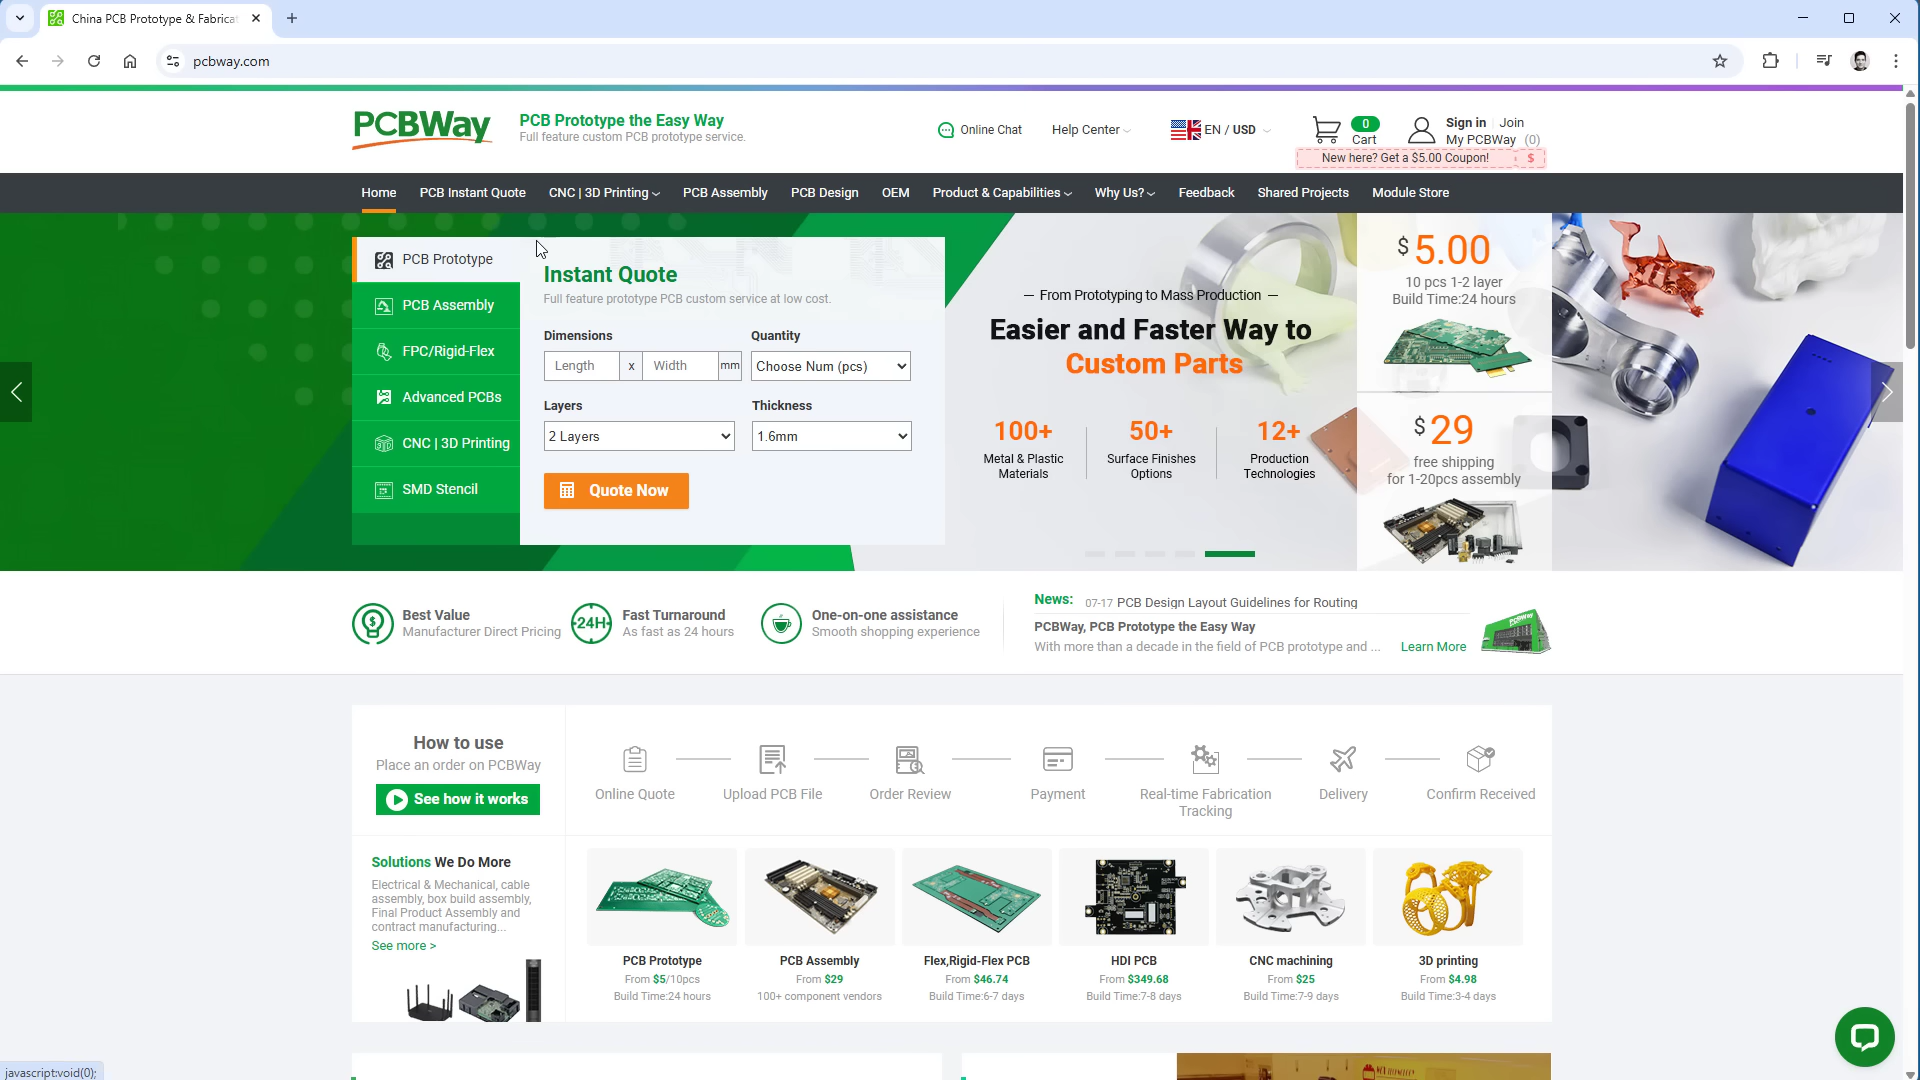 China PCB Prototype & Fabrica
pcbway.com
PCBWay
PCB Prototype the Easy Way
Full feature custom PCB prototype service.
Online Chat
Help Center
EN / USD
0
Cart
Sign in
Join
My PCBWay (0)
New here? Get a $5.00 Coupon!
$
Home
PCB Instant Quote
CNC | 3D Printing
PCB Assembly
PCB Design
OEM
Product & Capabilities
Why Us?
Feedback
Shared Projects
Module Store
PCB Prototype
PCB Assembly
FPC/Rigid-Flex
Advanced PCBs
CNC | 3D Printing
SMD Stencil
Instant Quote
Full feature prototype PCB custom service at low cost.
Dimensions
Quantity
Length
x
Width
mm
Choose Num (pcs)
Layers
Thickness
2 Layers
1.6mm
Quote Now
— From Prototyping to Mass Production —
Easier and Faster Way to
Custom Parts
100+
Metal & Plastic
Materials
50+
Surface Finishes
Options
12+
Production
Technologies
$5.00
10 pcs 1-2 layer
Build Time:24 hours
$29
free shipping
for 1-20pcs assembly
Best Value
Manufacturer Direct Pricing
24H
Fast Turnaround
As fast as 24 hours
One-on-one assistance
Smooth shopping experience
News:
07-17 PCB Design Layout Guidelines for Routing
PCBWay, PCB Prototype the Easy Way
With more than a decade in the field of PCB prototype and ...
Learn More
How to use
Place an order on PCBWay
See how it works
Online Quote
Upload PCB File
Order Review
Payment
Real-time Fabrication
Tracking
Delivery
Confirm Received
Solutions We Do More
Electrical & Mechanical, cable
assembly, box build assembly,
Final Product Assembly and
contract manufacturing...
See more >
PCB Prototype
From $5/10pcs
Build Time:24 hours
PCB Assembly
From $29
100+ component vendors
Flex,Rigid-Flex PCB
From $46.74
Build Time:6-7 days
HDI PCB
From $349.68
Build Time:7-8 days
CNC machining
From $25
Build Time:7-9 days
3D printing
From $4.98
Build Time:3-4 days
javascript:void(0);